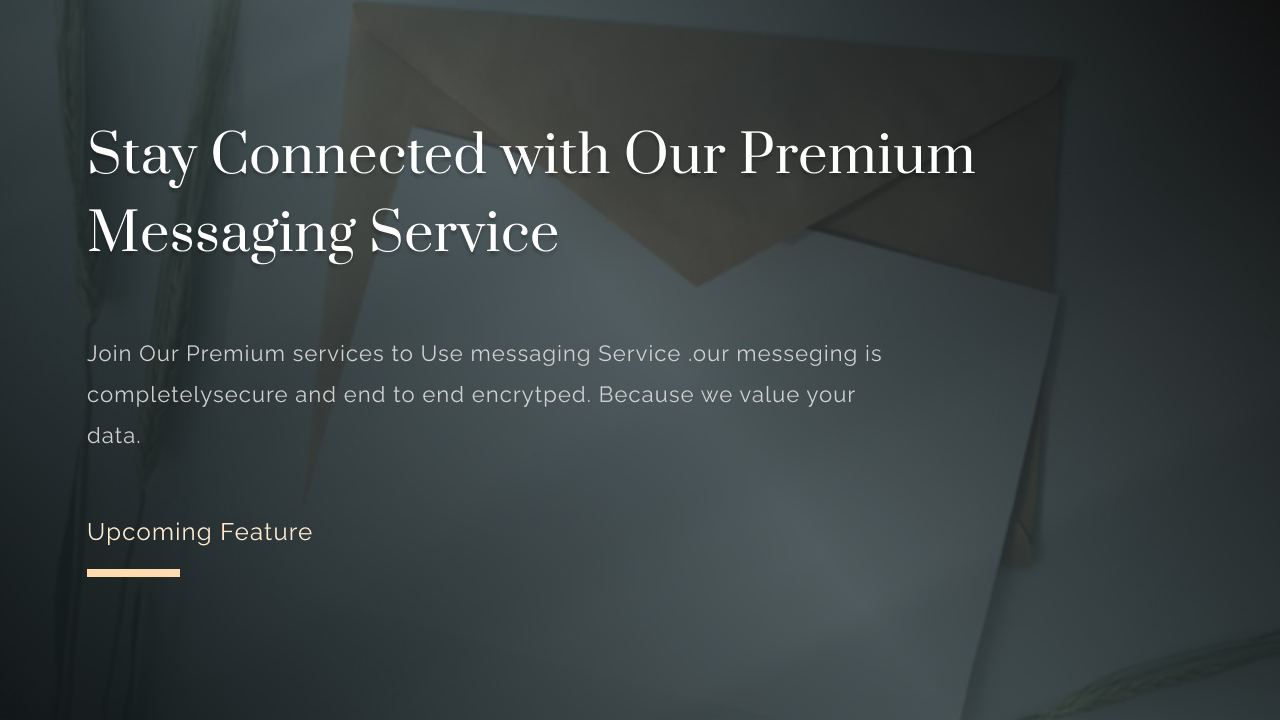 Stay Connected with Our Premium
Messaging Service
Join Our Premium services to Use messaging Service .our messeging is
completelysecure and end to end encrytped. Because we value your
data.
Upcoming Feature